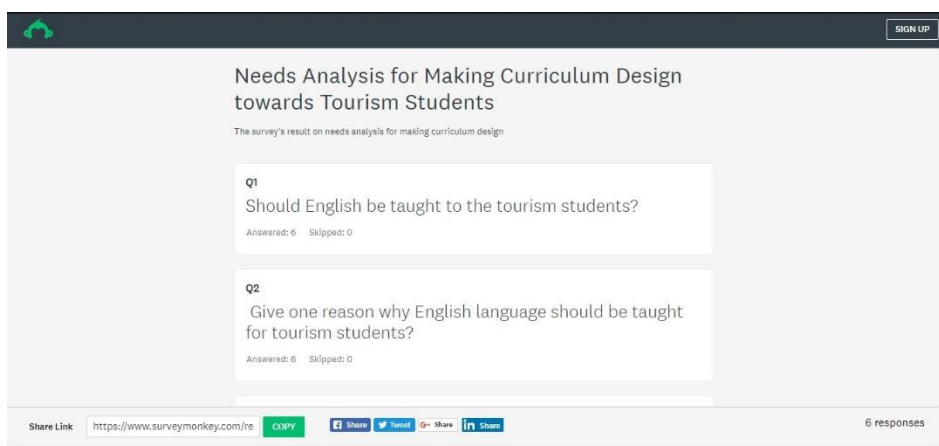 SIGN UP
Needs Analysis for Making Curriculum Design
towards Tourism Students
The survey's result on needs analysis for making curriculum design
Q1
Should English be taught to the tourism students?
Answered: 6 Skipped: 0
Q2
Give one reason why English language should be taught
for tourism students?
Answered: 6 Skipped: 0
Share Link https://www.surveymonkey.com/re COPY Share Tweet G+ Share in Share 6 responses